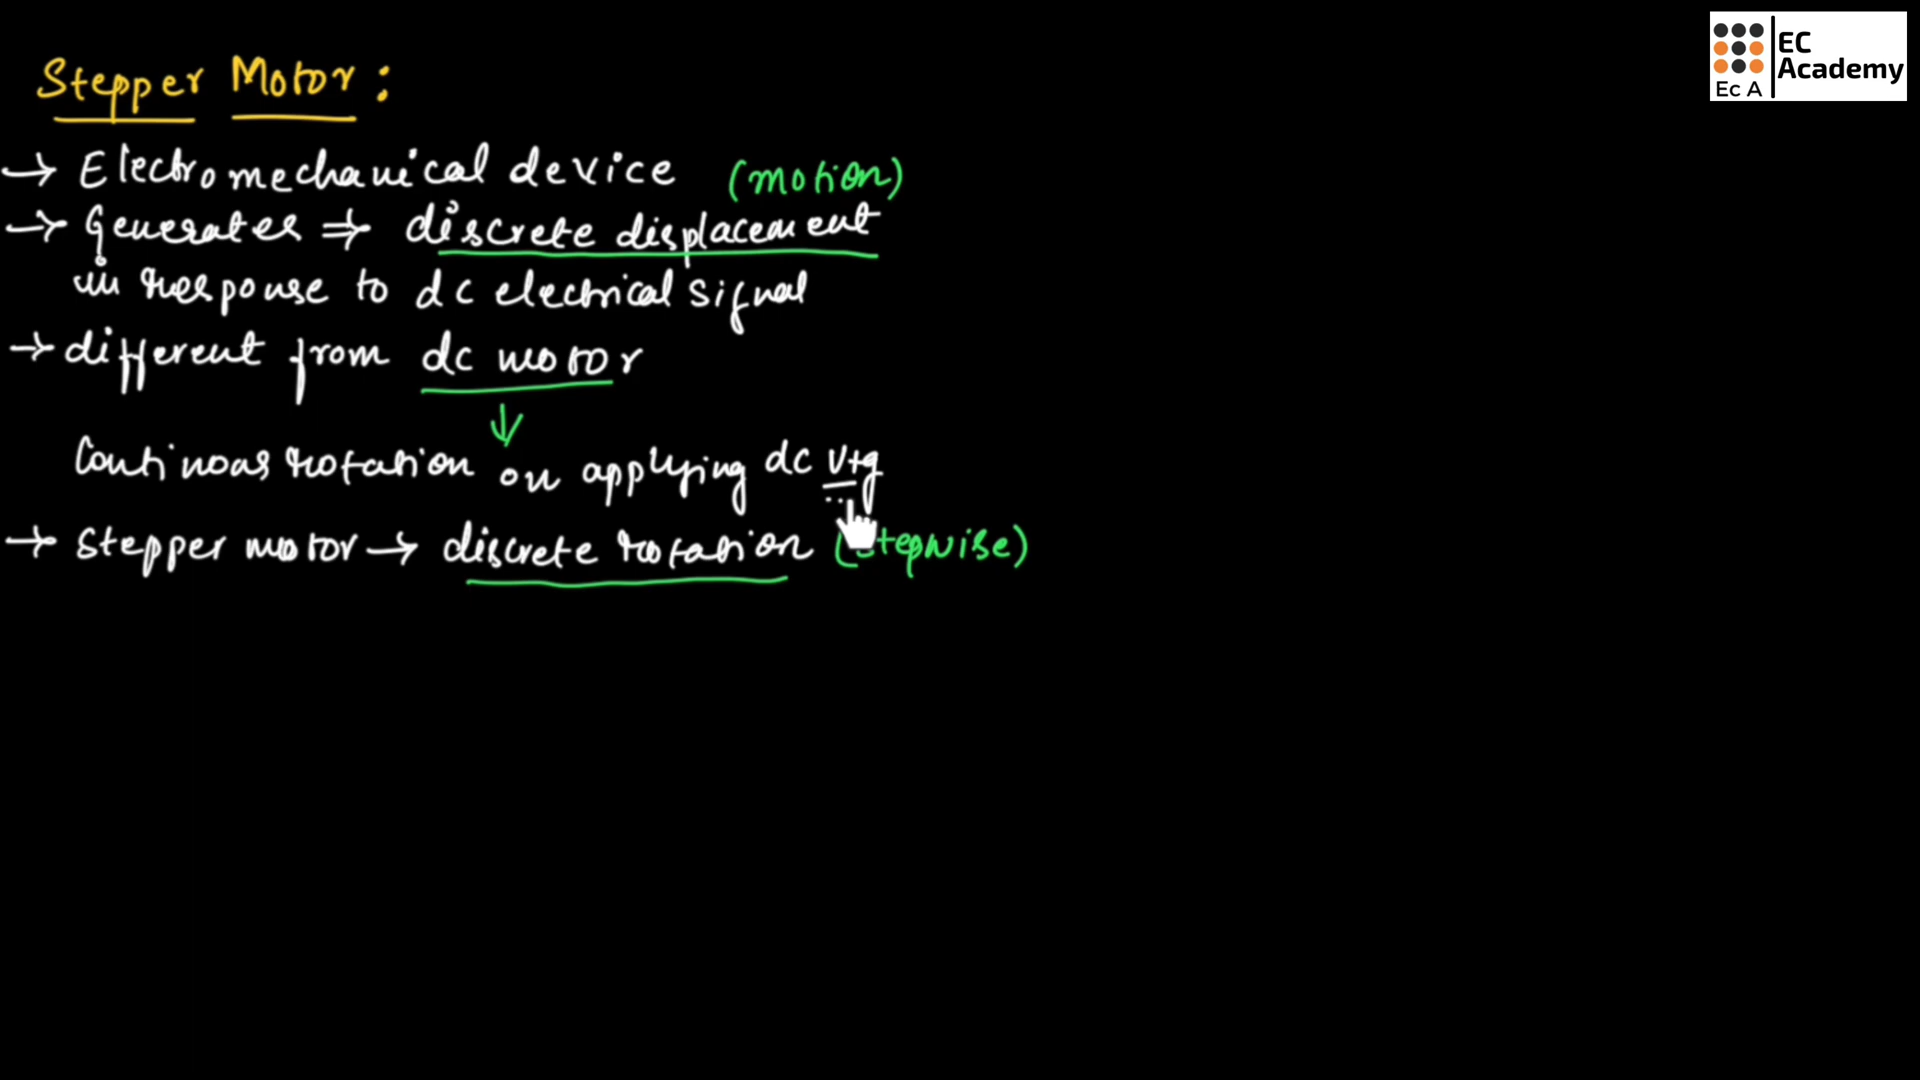 Stepper Motor :
→ Electromechanical device (motion)
→ Generates ⇒ discrete displacement
in response to dc electrical signal
→ different from dc motor
↓
Continous rotation on applying dc vtg
→ Stepper motor → discrete rotation (stepwise)
EC
Academy
Ec A